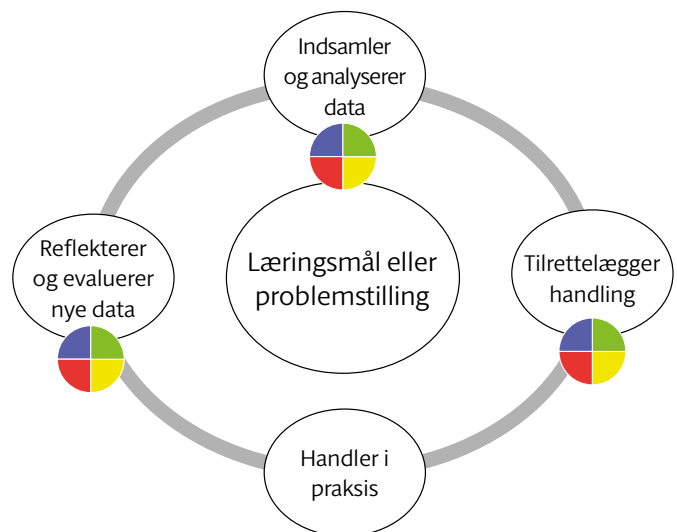 Indsamler
og analyserer
data
Reflekterer
og evaluerer
nye data
Læringsmål eller
problemstilling
Tilrettelægger
handling
Handler i
praksis